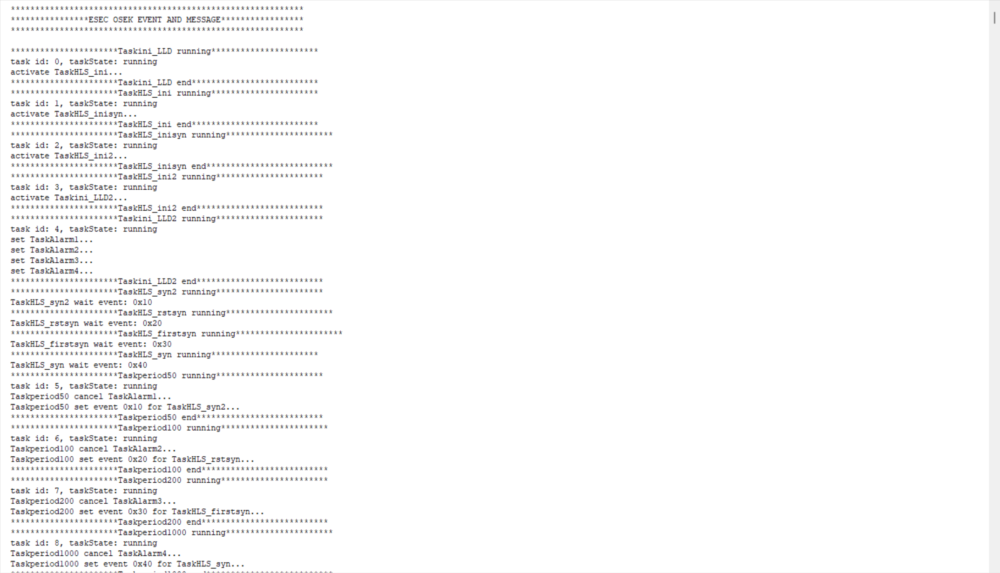 ************************************************************
****************ESEC OSEK EVENT AND MESSAGE*****************
************************************************************
**********************Taskini_LLD running**********************
task id: 0, taskState: running
activate TaskHLS_ini...
**********************Taskini_LLD end**************************
**********************TaskHLS_ini running**********************
task id: 1, taskState: running
activate TaskHLS_inisyn...
**********************TaskHLS_ini end**************************
**********************TaskHLS_inisyn running**********************
task id: 2, taskState: running
activate TaskHLS_ini2...
**********************TaskHLS_inisyn end**************************
**********************TaskHLS_ini2 running**********************
task id: 3, taskState: running
activate Taskini_LLD2...
**********************TaskHLS_ini2 end**************************
**********************Taskini_LLD2 running**********************
task id: 4, taskState: running
set TaskAlarm1...
set TaskAlarm2...
set TaskAlarm3...
set TaskAlarm4...
**********************Taskini_LLD2 end**************************
**********************TaskHLS_syn2 running**********************
TaskHLS_syn2 wait event: 0x10
**********************TaskHLS_rstsyn running**********************
TaskHLS_rstsyn wait event: 0x20
**********************TaskHLS_firstsyn running**********************
TaskHLS_firstsyn wait event: 0x30
**********************TaskHLS_syn running**********************
TaskHLS_syn wait event: 0x40
**********************Taskperiod50 running**********************
task id: 5, taskState: running
Taskperiod50 cancel TaskAlarm1...
Taskperiod50 set event 0x10 for TaskHLS_syn2...
**********************Taskperiod50 end**************************
**********************Taskperiod100 running**********************
task id: 6, taskState: running
Taskperiod100 cancel TaskAlarm2...
Taskperiod100 set event 0x20 for TaskHLS_rstsyn...
**********************Taskperiod100 end**************************
**********************Taskperiod200 running**********************
task id: 7, taskState: running
Taskperiod200 cancel TaskAlarm3...
Taskperiod200 set event 0x30 for TaskHLS_firstsyn...
**********************Taskperiod200 end**************************
**********************Taskperiod1000 running**********************
task id: 8, taskState: running
Taskperiod1000 cancel TaskAlarm4...
Taskperiod1000 set event 0x40 for TaskHLS_syn...